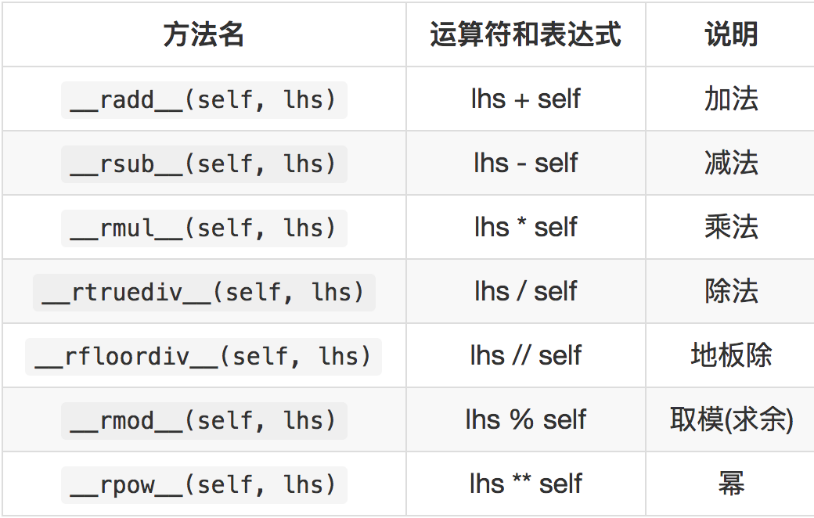 方法名 运算符和表达式 说明
__radd__(self, lhs) lhs + self 加法
__rsub__(self, lhs) lhs - self 减法
__rmul__(self, lhs) lhs * self 乘法
__rtruediv__(self, lhs) lhs / self 除法
__rfloordiv__(self, lhs) lhs // self 地板除
__rmod__(self, lhs) lhs % self 取模(求余)
__rpow__(self, lhs) lhs ** self 幂